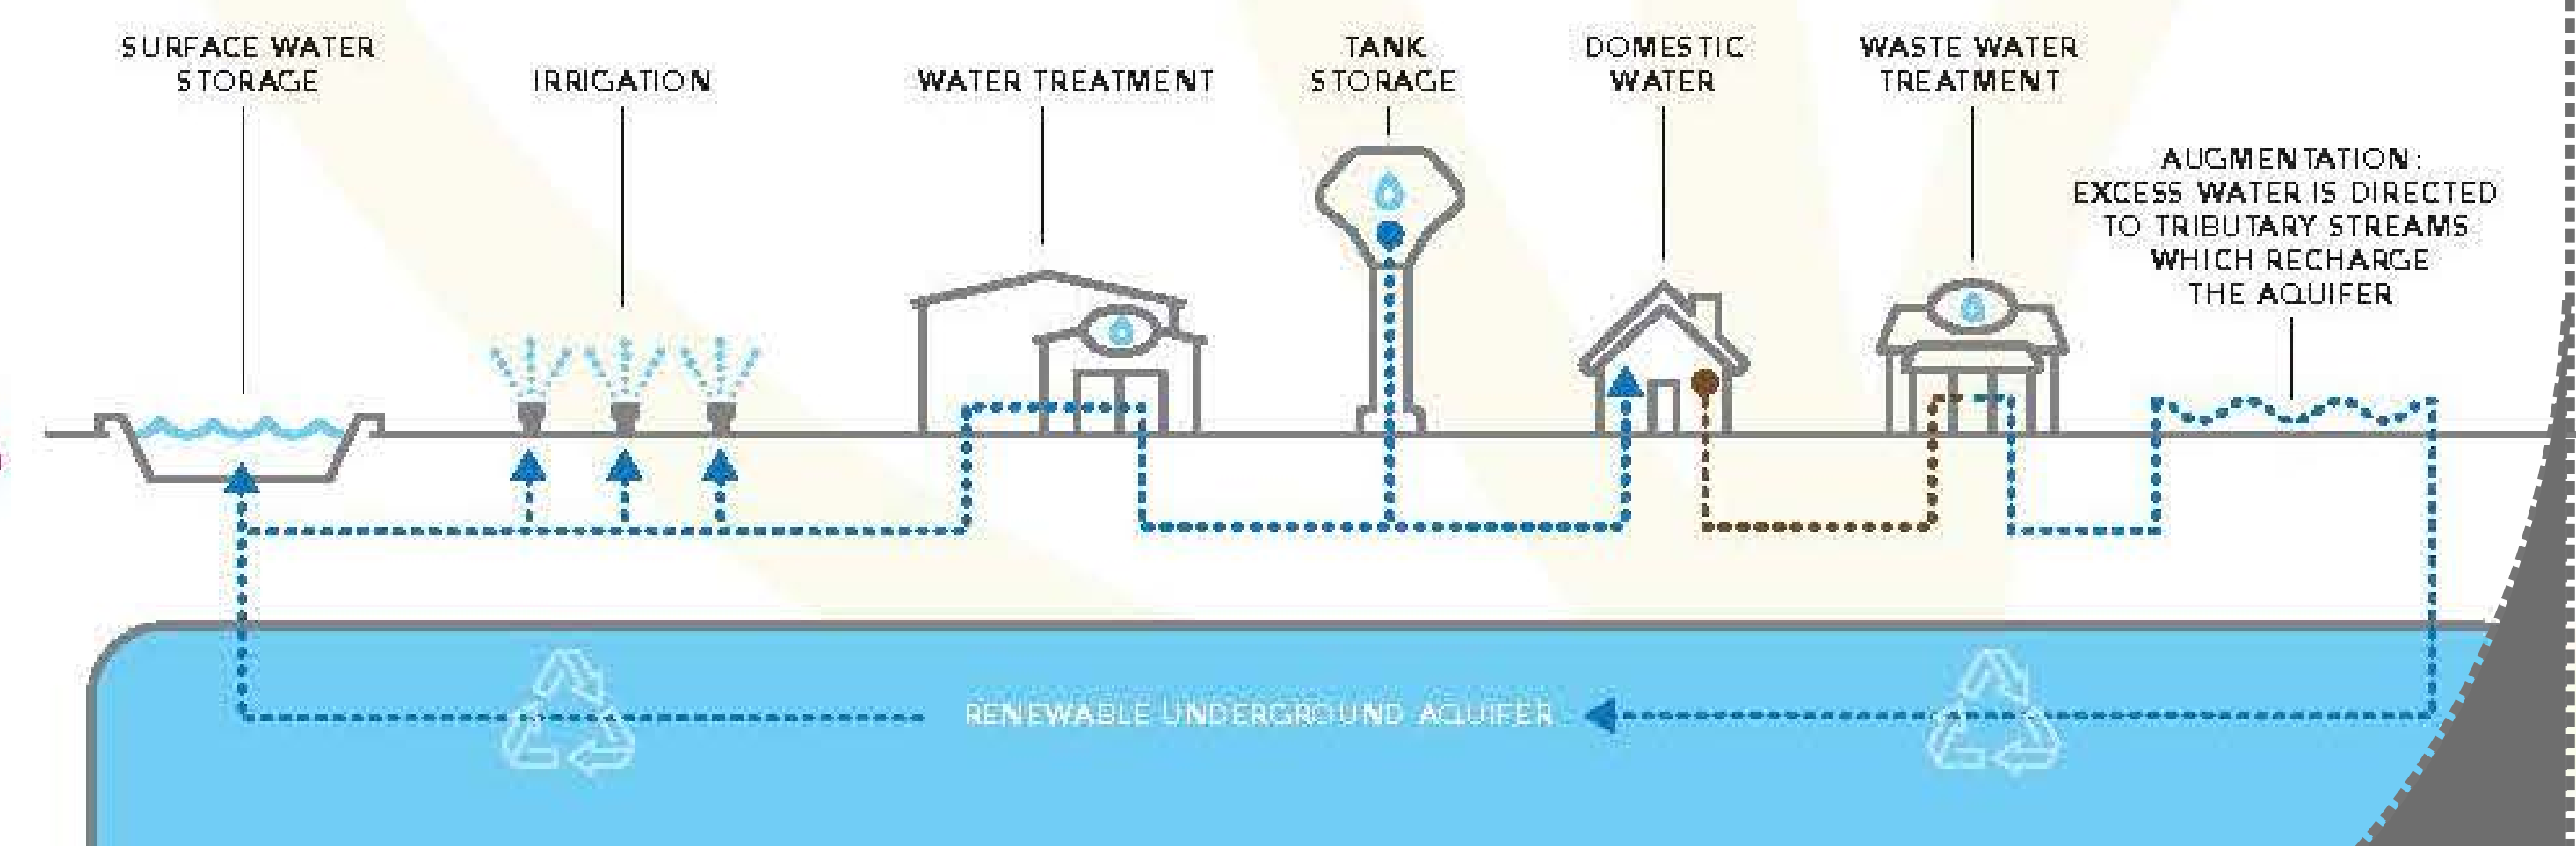 SURFACE WATER
STORAGE
IRRIGATION
WATER TREATMENT
TANK
STORAGE
DOMESTIC
WATER
WASTE WATER
TREATMENT
AUGMENTATION:
EXCESS WATER IS DIRECTED
TO TRIBUTARY STREAMS
WHICH RECHARGE
THE AQUIFER
RENEWABLE UNDERGROUND AQUIFER